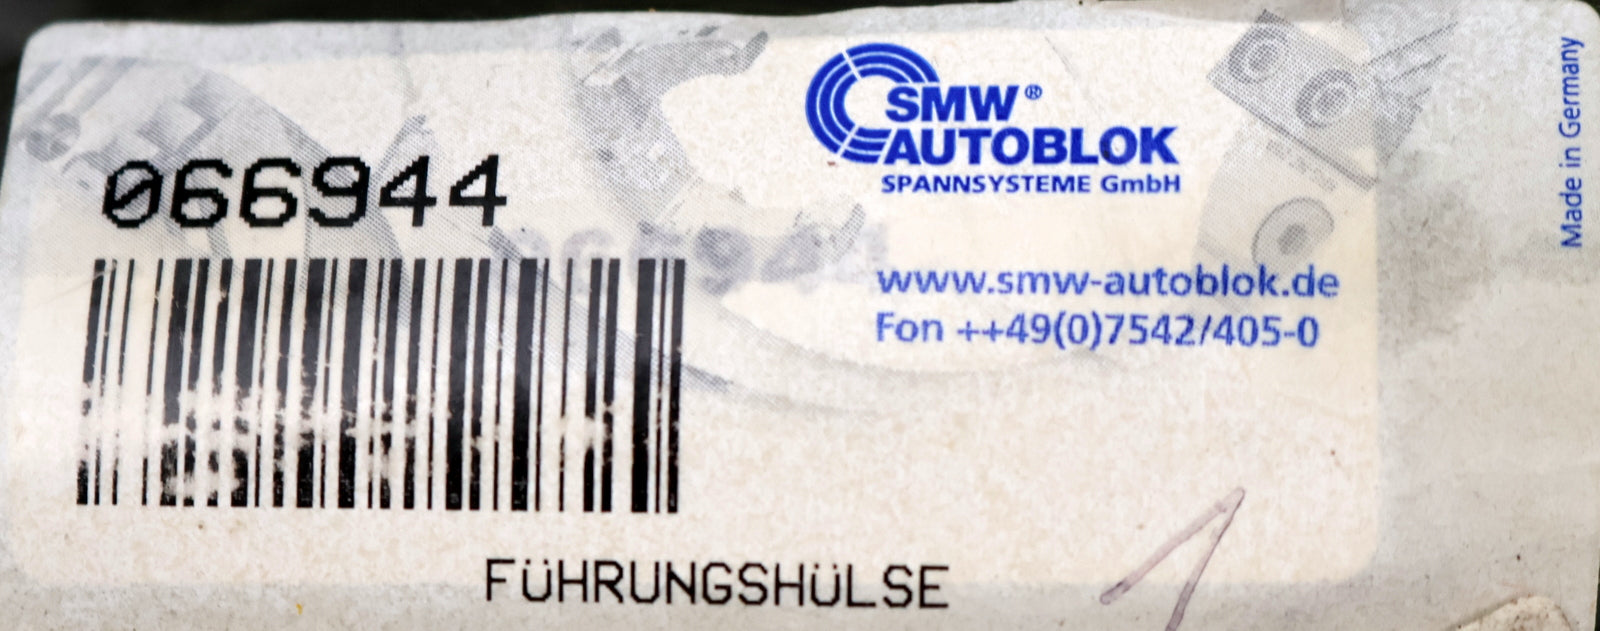 066944
SMW®
AUTOBLOK
SPANNSYSTEME GmbH
www.smw-autoblok.de
Fon ++49(0)7542/405-0
FÜHRUNGSHÜLSE
1
Made in Germany